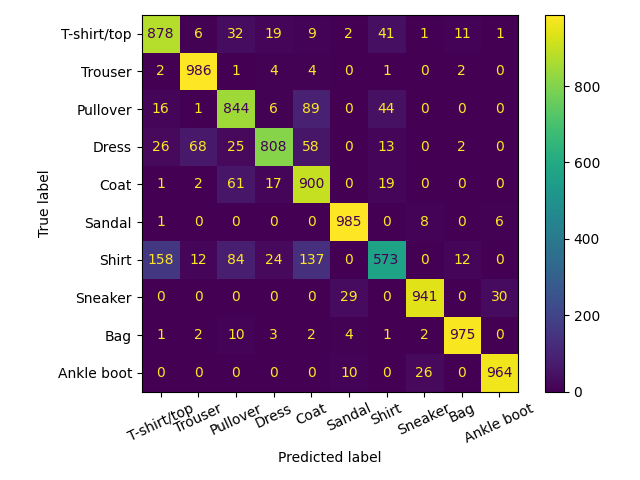 T-shirt/top 878 6 32 19 9 2 41 1 11 1
Trouser 2 986 1 4 4 0 1 0 2 0
800
Pullover 16 1 844 6 89 0 44 0 0 0
Dress 26 68 25 808 58 0 13 0 2 0
600
Coat 1 2 61 17 900 0 19 0 0 0
True label
Sandal 1 0 0 0 0 985 0 8 0 6
400
Shirt 158 12 84 24 137 0 573 0 12 0
Sneaker 0 0 0 0 0 29 0 941 0 30
200
Bag 1 2 10 3 2 4 1 2 975 0
Ankle boot 0 0 0 0 0 10 0 26 0 964
0
T-shirt/top Trouser Pullover Dress Coat Sandal Shirt Sneaker Bag Ankle boot
Predicted label